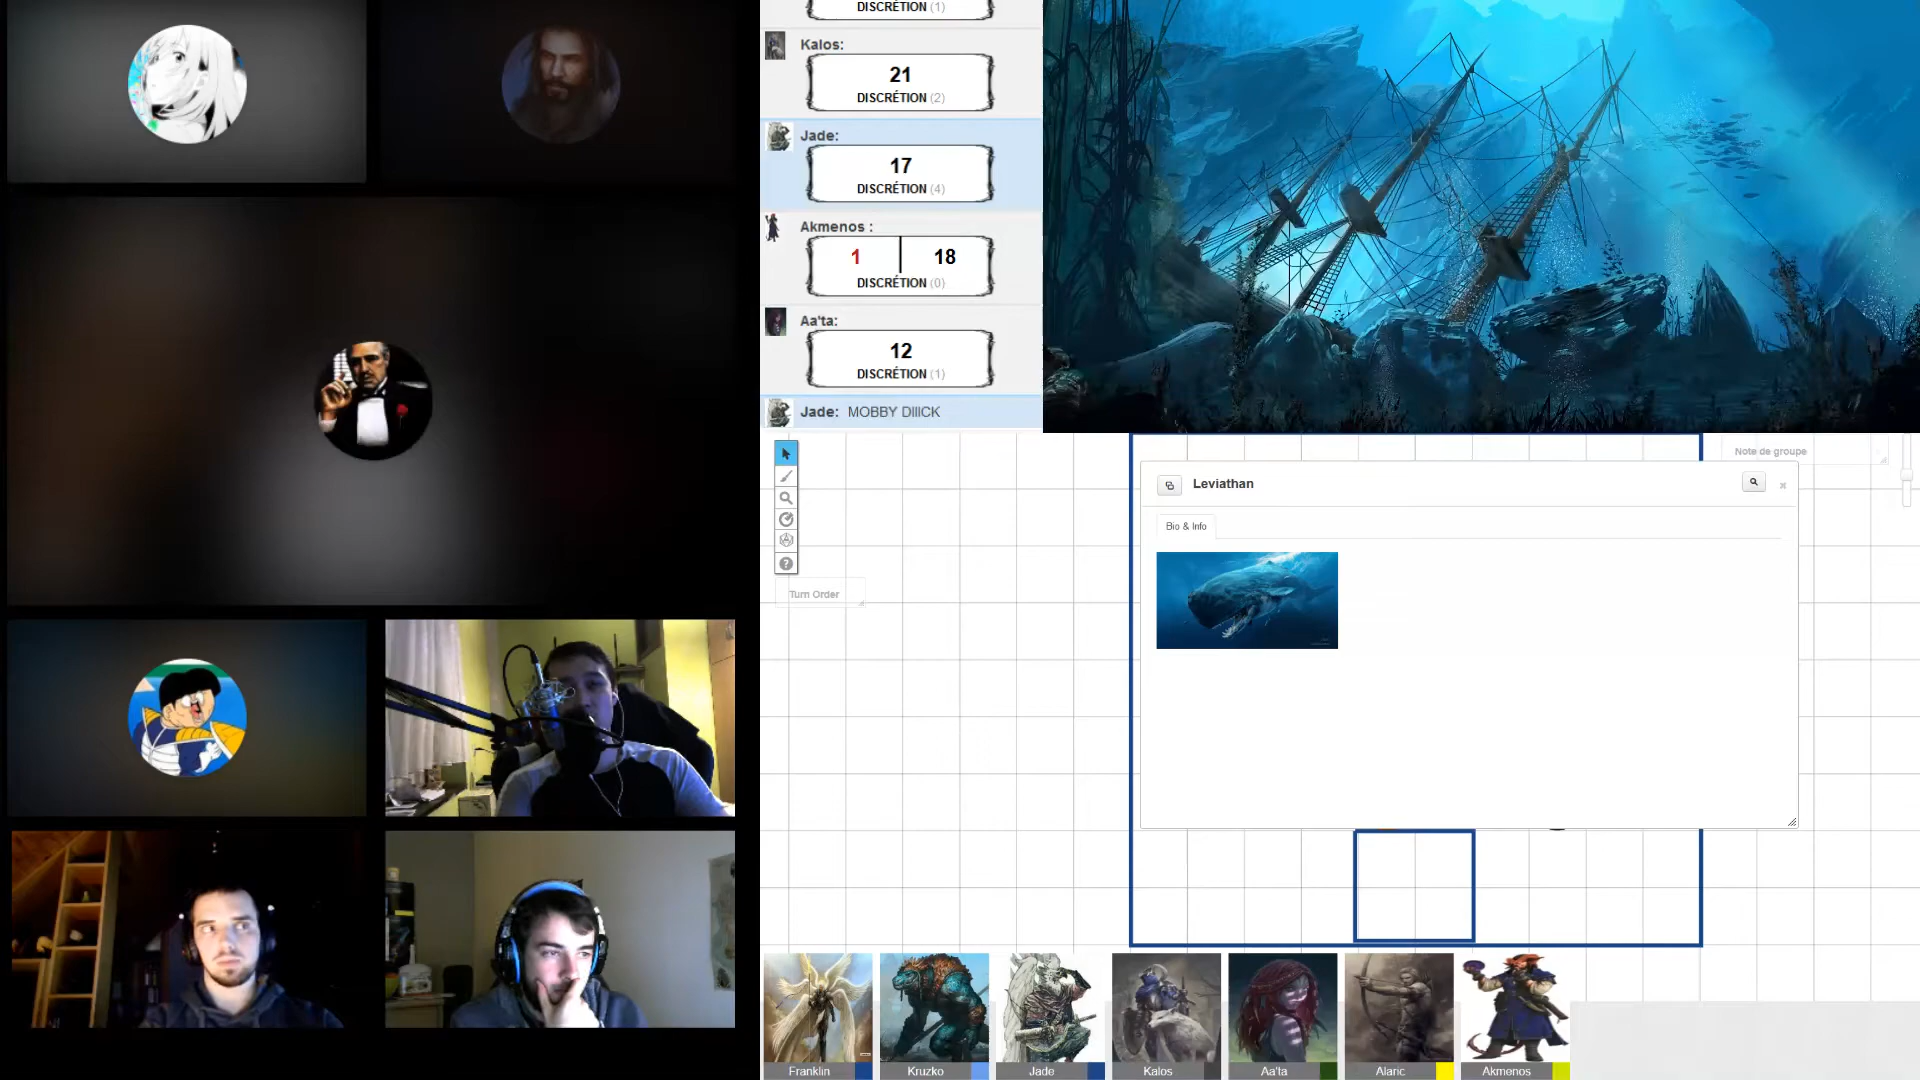 DISCRÉTION (1)
Kalos:
21
DISCRÉTION (2)
Jade:
17
DISCRÉTION (4)
Akmenos :
1 18
DISCRÉTION (0)
Aa'ta:
12
DISCRÉTION (1)
Jade: MOBBY DIIICK
Note de groupe
Leviathan
Bio & Info
Turn Order
Franklin
Kruzko
Jade
Kalos
Aa'ta
Alaric
Akmenos